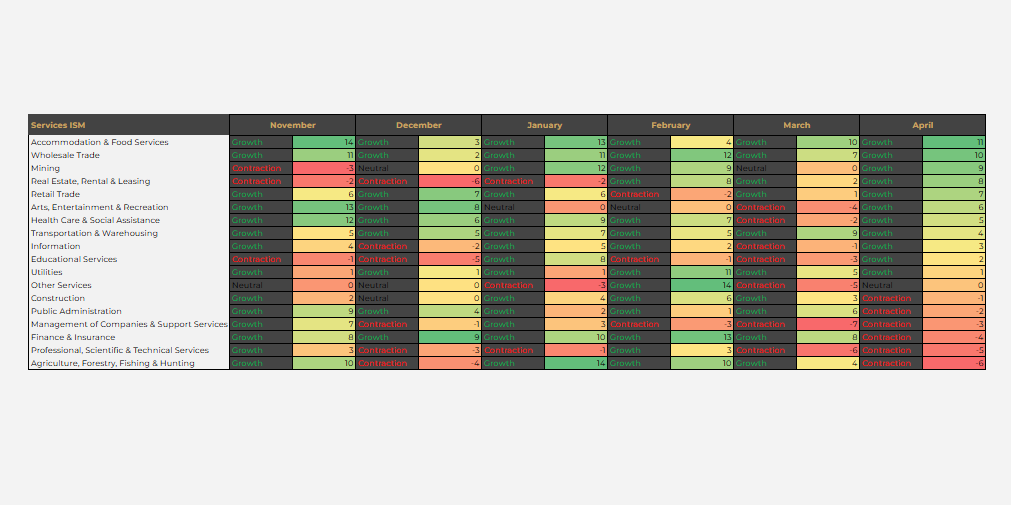 Services ISM November December January February March April
Accommodation & Food Services Growth 14 Growth 3 Growth 13 Growth 4 Growth 10 Growth 11
Wholesale Trade Growth 11 Growth 2 Growth 11 Growth 12 Growth 7 Growth 10
Mining Contraction -3 Neutral 0 Growth 12 Growth 9 Neutral 0 Growth 9
Real Estate, Rental & Leasing Contraction -2 Contraction -6 Contraction -2 Growth 8 Growth 2 Growth 8
Retail Trade Growth 6 Growth 7 Growth 6 Contraction -2 Growth 1 Growth 7
Arts, Entertainment & Recreation Growth 13 Growth 8 Neutral 0 Neutral 0 Contraction -4 Growth 6
Health Care & Social Assistance Growth 12 Growth 6 Growth 9 Growth 7 Contraction -2 Growth 5
Transportation & Warehousing Growth 5 Growth 5 Growth 7 Growth 5 Growth 9 Growth 4
Information Growth 4 Contraction -2 Growth 5 Growth 2 Contraction -1 Growth 3
Educational Services Contraction -1 Contraction -5 Growth 8 Contraction -1 Contraction -3 Growth 2
Utilities Growth 1 Growth 1 Growth 1 Growth 11 Growth 5 Growth 1
Other Services Neutral 0 Neutral 0 Contraction -3 Growth 14 Contraction -5 Neutral 0
Construction Growth 2 Neutral 0 Growth 4 Growth 6 Growth 3 Contraction -1
Public Administration Growth 9 Growth 4 Growth 2 Growth 1 Growth 6 Contraction -2
Management of Companies & Support Services Growth 7 Contraction -1 Growth 3 Contraction -3 Contraction -7 Contraction -3
Finance & Insurance Growth 8 Growth 9 Growth 10 Growth 13 Growth 8 Contraction -4
Professional, Scientific & Technical Services Growth 3 Contraction -3 Contraction -1 Growth 3 Contraction -6 Contraction -5
Agriculture, Forestry, Fishing & Hunting Growth 10 Contraction -4 Growth 14 Growth 10 Growth 4 Contraction -6